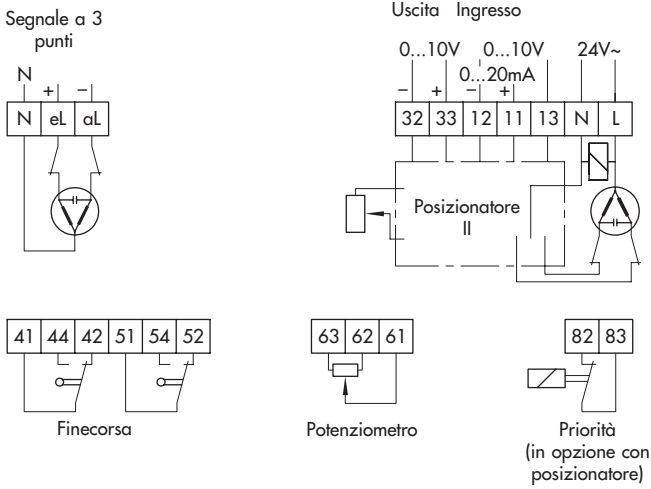 Segnale a 3
punti
N
+ −
N eL aL
Uscita Ingresso
0...10V 0...10V 24V~
0...20mA
− + − +
32 33 12 11 13 N L
Posizionatore
II
41 44 42 51 54 52
Finecorsa
63 62 61
Potenziometro
82 83
Priorità
(in opzione con
posizionatore)